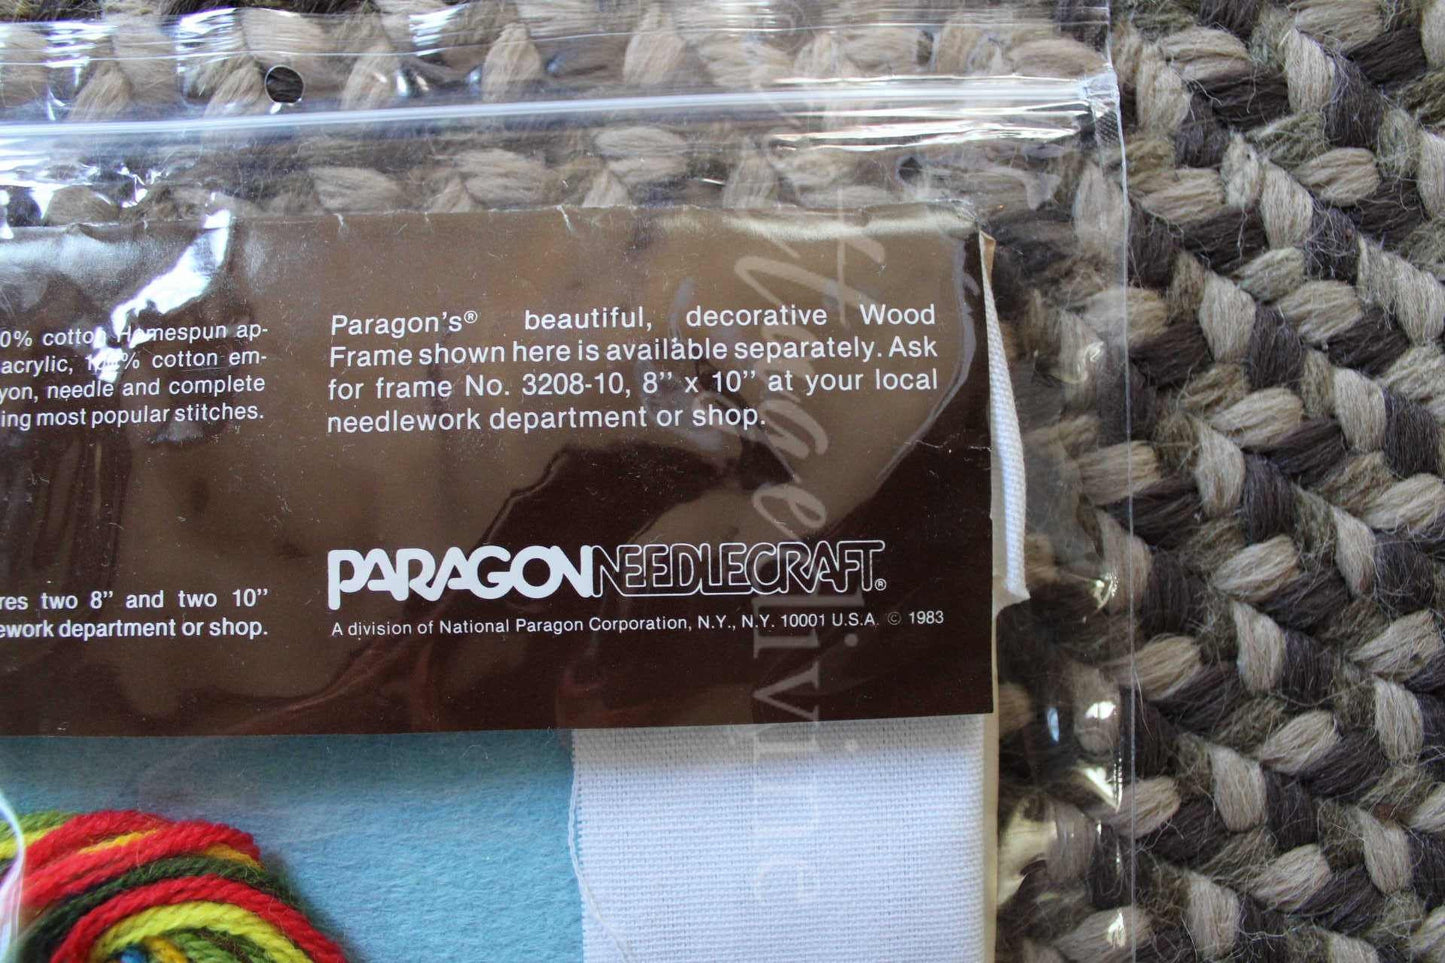 0% cotton Homespun ap-
acrylic, 100% cotton em-
yon, needle and complete
ing most popular stitches.
Paragon's® beautiful, decorative Wood
Frame shown here is available separately. Ask
for frame No. 3208-10, 8" x 10" at your local
needlework department or shop.
res two 8" and two 10"
ework department or shop.
PARAGON NEEDLECRAFT®
A division of National Paragon Corporation, N.Y., N.Y. 10001 U.S.A. © 1983